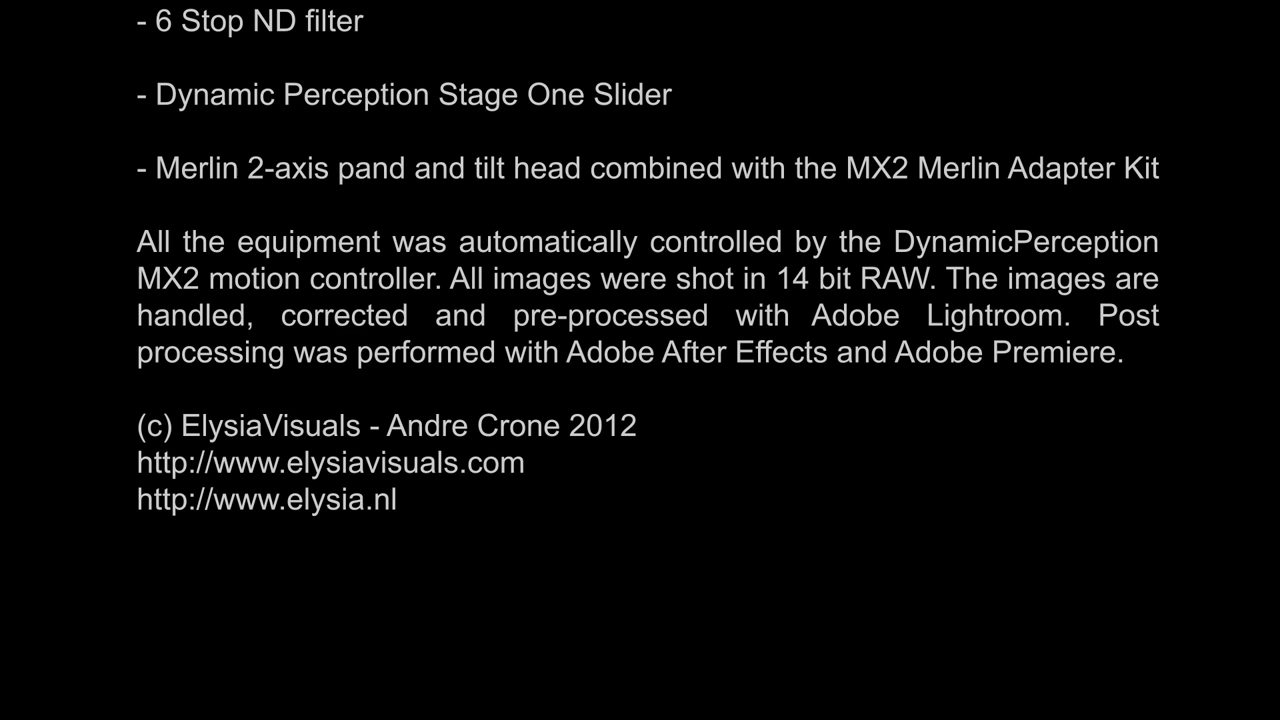 - 6 Stop ND filter
- Dynamic Perception Stage One Slider
- Merlin 2-axis pand and tilt head combined with the MX2 Merlin Adapter Kit
All the equipment was automatically controlled by the DynamicPerception
MX2 motion controller. All images were shot in 14 bit RAW. The images are
handled, corrected and pre-processed with Adobe Lightroom. Post
processing was performed with Adobe After Effects and Adobe Premiere.
(c) ElysiaVisuals - Andre Crone 2012
http://www.elysiavisuals.com
http://www.elysia.nl